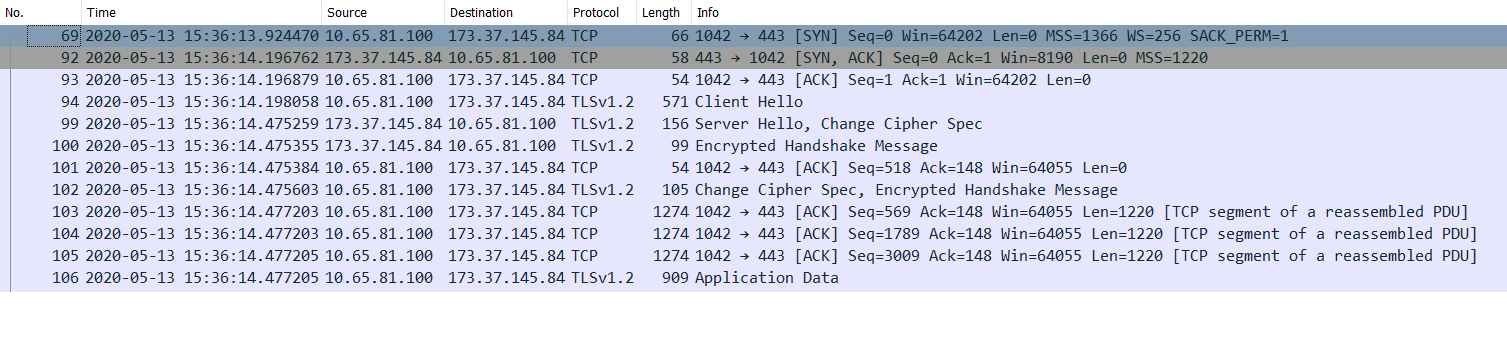 No. Time Source Destination Protocol Length Info
69 2020-05-13 15:36:13.924470 10.65.81.100 173.37.145.84 TCP 66 1042 → 443 [SYN] Seq=0 Win=64202 Len=0 MSS=1366 WS=256 SACK_PERM=1
92 2020-05-13 15:36:14.196762 173.37.145.84 10.65.81.100 TCP 58 443 → 1042 [SYN, ACK] Seq=0 Ack=1 Win=8190 Len=0 MSS=1220
93 2020-05-13 15:36:14.196879 10.65.81.100 173.37.145.84 TCP 54 1042 → 443 [ACK] Seq=1 Ack=1 Win=64202 Len=0
94 2020-05-13 15:36:14.198058 10.65.81.100 173.37.145.84 TLSv1.2 571 Client Hello
99 2020-05-13 15:36:14.475259 173.37.145.84 10.65.81.100 TLSv1.2 156 Server Hello, Change Cipher Spec
100 2020-05-13 15:36:14.475355 173.37.145.84 10.65.81.100 TLSv1.2 99 Encrypted Handshake Message
101 2020-05-13 15:36:14.475384 10.65.81.100 173.37.145.84 TCP 54 1042 → 443 [ACK] Seq=518 Ack=148 Win=64055 Len=0
102 2020-05-13 15:36:14.475603 10.65.81.100 173.37.145.84 TLSv1.2 105 Change Cipher Spec, Encrypted Handshake Message
103 2020-05-13 15:36:14.477203 10.65.81.100 173.37.145.84 TCP 1274 1042 → 443 [ACK] Seq=569 Ack=148 Win=64055 Len=1220 [TCP segment of a reassembled PDU]
104 2020-05-13 15:36:14.477203 10.65.81.100 173.37.145.84 TCP 1274 1042 → 443 [ACK] Seq=1789 Ack=148 Win=64055 Len=1220 [TCP segment of a reassembled PDU]
105 2020-05-13 15:36:14.477205 10.65.81.100 173.37.145.84 TCP 1274 1042 → 443 [ACK] Seq=3009 Ack=148 Win=64055 Len=1220 [TCP segment of a reassembled PDU]
106 2020-05-13 15:36:14.477205 10.65.81.100 173.37.145.84 TLSv1.2 909 Application Data